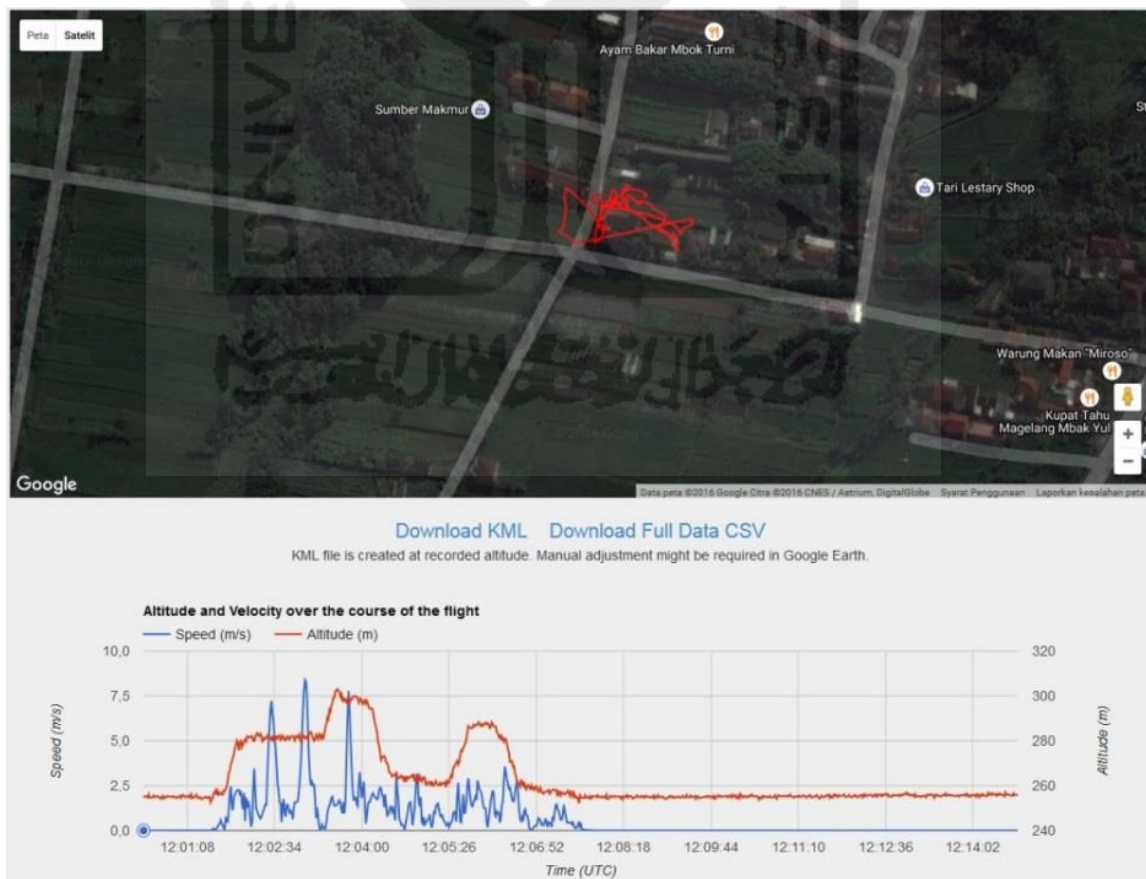 Peta Satelit
Ayam Bakar Mbok Turni
Sumber Makmur
St
Tari Lestary Shop
Warung Makan "Miroso"
Kupat Tahu
Magelang Mbak Yul
+
−
Google
Data peta ©2016 Google Citra ©2016 CNES / Astrium, DigitalGlobe Syarat Penggunaan Laporkan kesalahan peta
Download KML Download Full Data CSV
KML file is created at recorded altitude. Manual adjustment might be required in Google Earth.
Altitude and Velocity over the course of the flight
Speed (m/s) Altitude (m)
10,0 320
7,5 300
5,0 280
2,5 260
0,0 240
Speed (m/s)
Altitude (m)
12:01:08 12:02:34 12:04:00 12:05:26 12:06:52 12:08:18 12:09:44 12:11:10 12:12:36 12:14:02
Time (UTC)